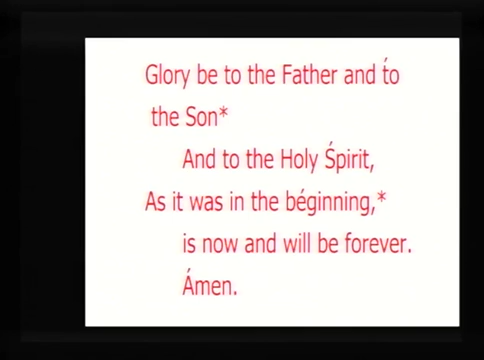 Glory be to the Father and t́o
the Son*
And to the Holy Śpirit,
As it was in the béginning,*
is now and will be forever.
Ámen.